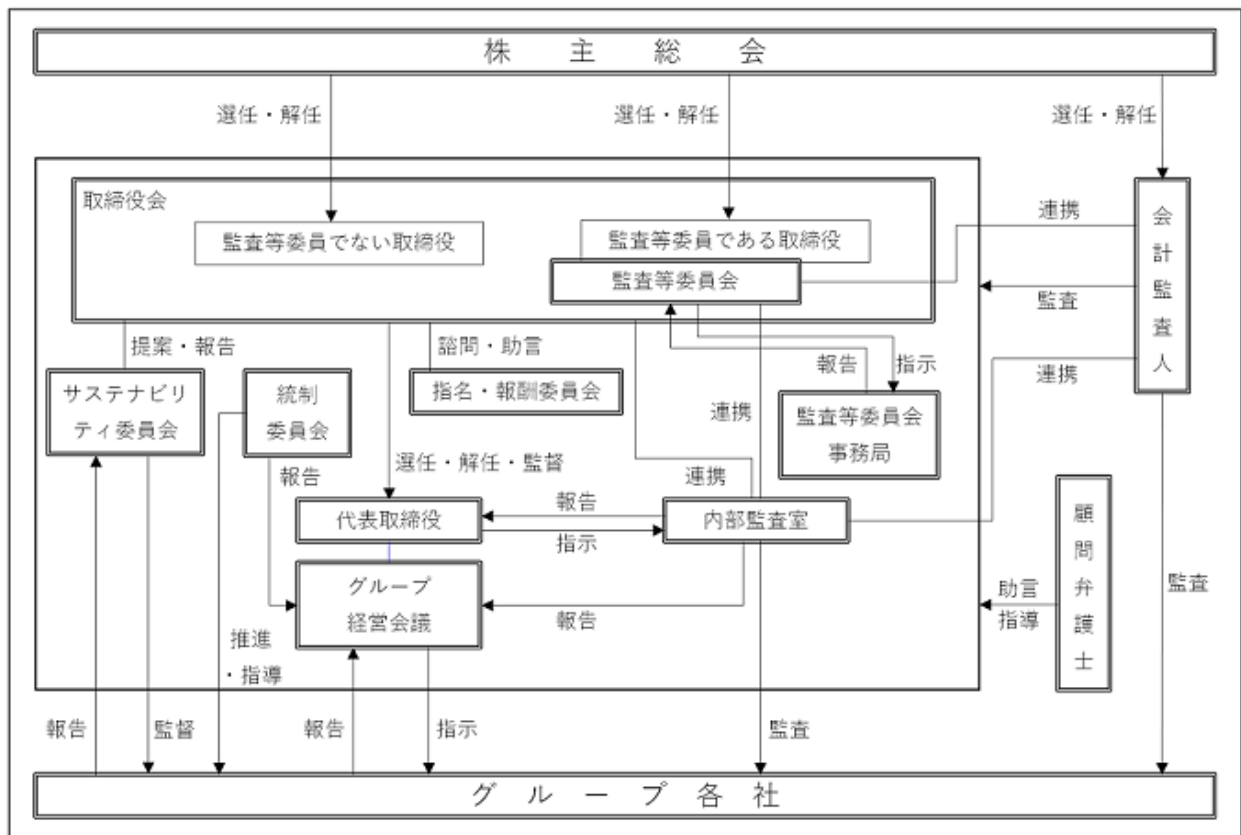 株主総会
選任・解任
選任・解任
選任・解任
取締役会
監査等委員でない取締役
監査等委員である取締役
監査等委員会
会計監査人
連携
監査
連携
提案・報告
諮問・助言
報告
指示
サステナビリ
ティ委員会
統制
委員会
指名・報酬委員会
連携
監査等委員会
事務局
報告
選任・解任・監督
連携
代表取締役
報告
指示
内部監査室
顧問弁護士
グループ
経営会議
報告
助言
指導
監査
推進
・指導
報告
監督
報告
指示
監査
グループ各社